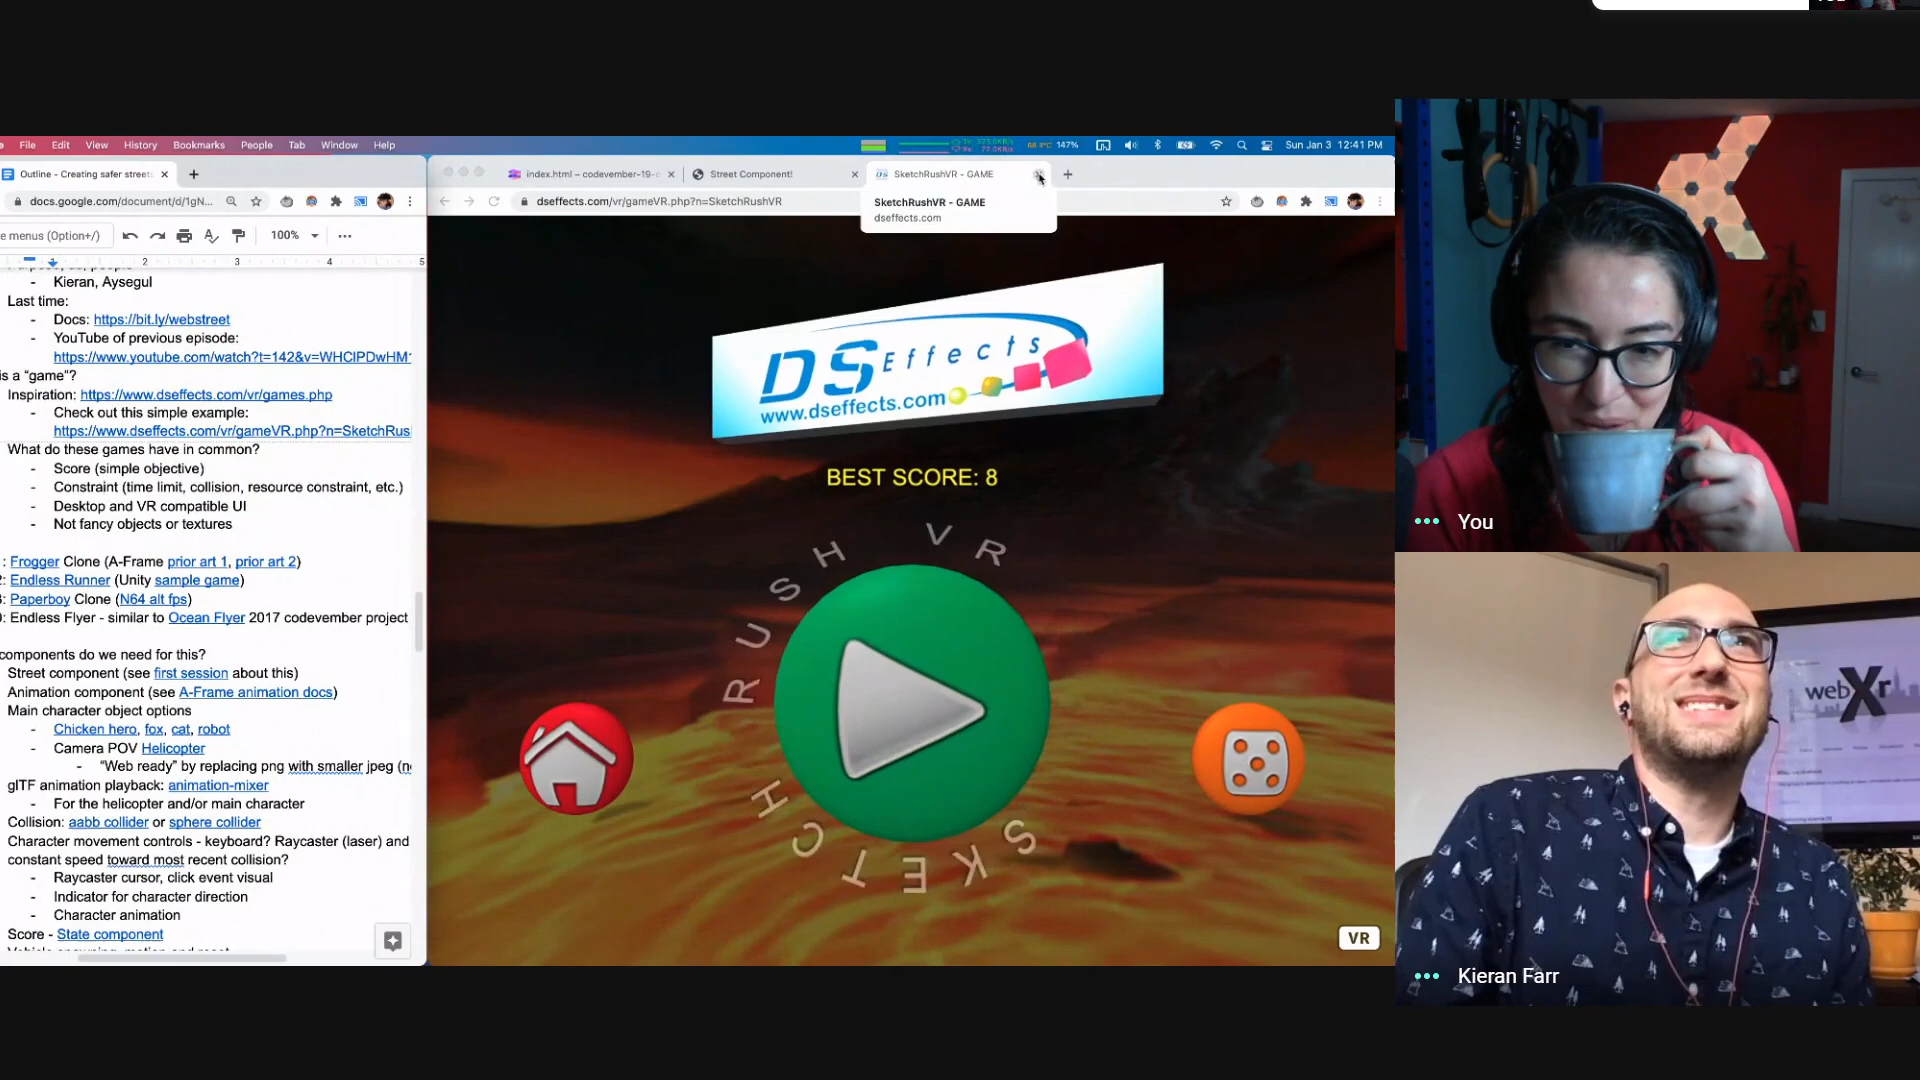 File Edit View History Bookmarks People Tab Window Help
147% Sun Jan 3 12:41 PM
Outline - Creating safer streets
docs.google.com/document/d/1gN...
e menus (Option+/) 100%
1 2 3 4 5
- Kieran, Aysegul
Last time:
- Docs: https://bit.ly/webstreet
- YouTube of previous episode:
https://www.youtube.com/watch?t=142&v=WHClPDwHM
is a "game"?
Inspiration: https://www.dseffects.com/vr/games.php
- Check out this simple example:
https://www.dseffects.com/vr/gameVR.php?n=SketchRus
What do these games have in common?
- Score (simple objective)
- Constraint (time limit, collision, resource constraint, etc.)
- Desktop and VR compatible UI
- Not fancy objects or textures
: Frogger Clone (A-Frame prior art 1, prior art 2)
: Endless Runner (Unity sample game)
: Paperboy Clone (N64 alt fps)
: Endless Flyer - similar to Ocean Flyer 2017 codevember project
components do we need for this?
Street component (see first session about this)
Animation component (see A-Frame animation docs)
Main character object options
- Chicken hero, fox, cat, robot
- Camera POV Helicopter
- "Web ready" by replacing png with smaller jpeg (n
glTF animation playback: animation-mixer
- For the helicopter and/or main character
Collision: aabb collider or sphere collider
Character movement controls - keyboard? Raycaster (laser) and
constant speed toward most recent collision?
- Raycaster cursor, click event visual
- Indicator for character direction
- Character animation
Score - State component
index.html – codevember-19- Street Component! DS SketchRushVR - GAME
dseffects.com/vr/gameVR.php?n=SketchRushVR
SketchRushVR - GAME
dseffects.com
DS Effects
www.dseffects.com
BEST SCORE: 8
SKETCH RUSH VR
VR
You
webXr
Kieran Farr